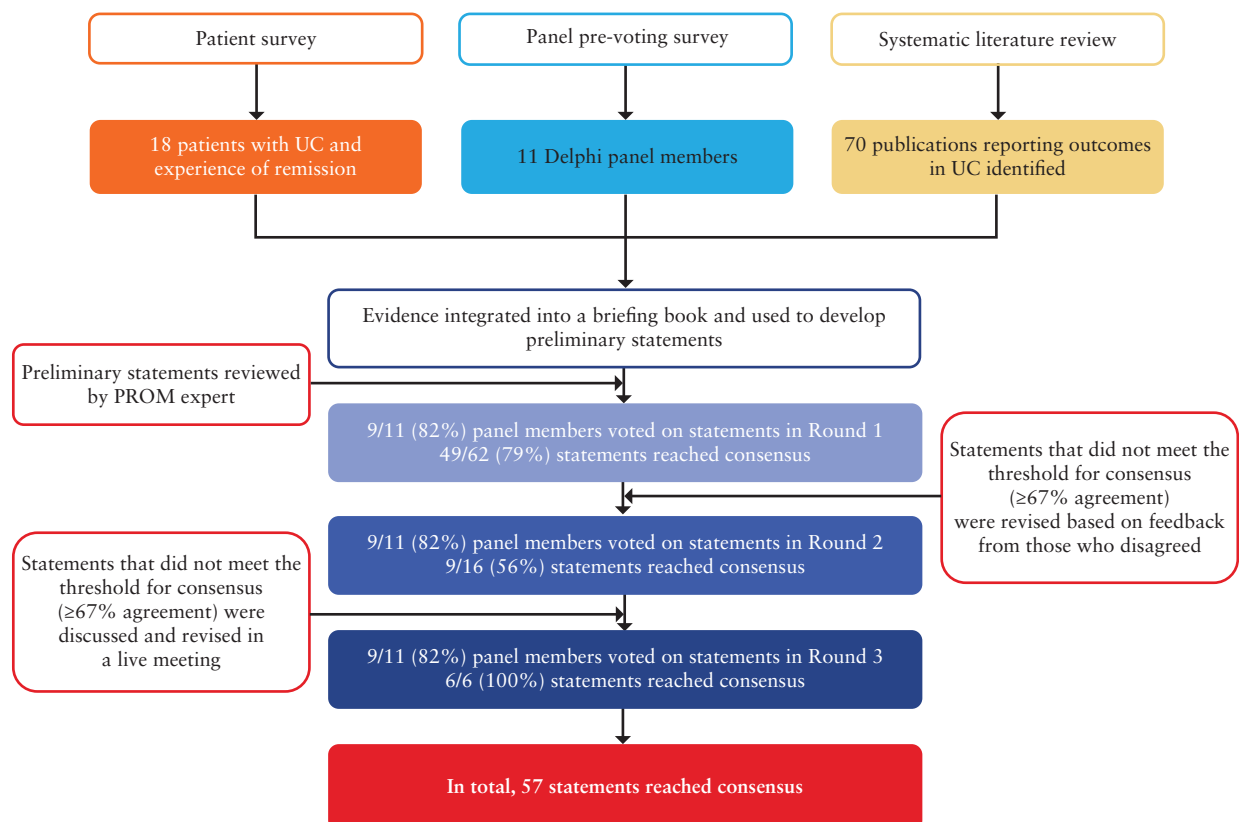 Patient survey
Panel pre-voting survey
Systematic literature review
18 patients with UC and
experience of remission
11 Delphi panel members
70 publications reporting outcomes
in UC identified
Evidence integrated into a briefing book and used to develop
preliminary statements
Preliminary statements reviewed
by PROM expert
9/11 (82%) panel members voted on statements in Round 1
49/62 (79%) statements reached consensus
Statements that did not meet the
threshold for consensus
(≥67% agreement)
were revised based on feedback
from those who disagreed
9/11 (82%) panel members voted on statements in Round 2
9/16 (56%) statements reached consensus
Statements that did not meet the
threshold for consensus
(≥67% agreement) were
discussed and revised in
a live meeting
9/11 (82%) panel members voted on statements in Round 3
6/6 (100%) statements reached consensus
In total, 57 statements reached consensus